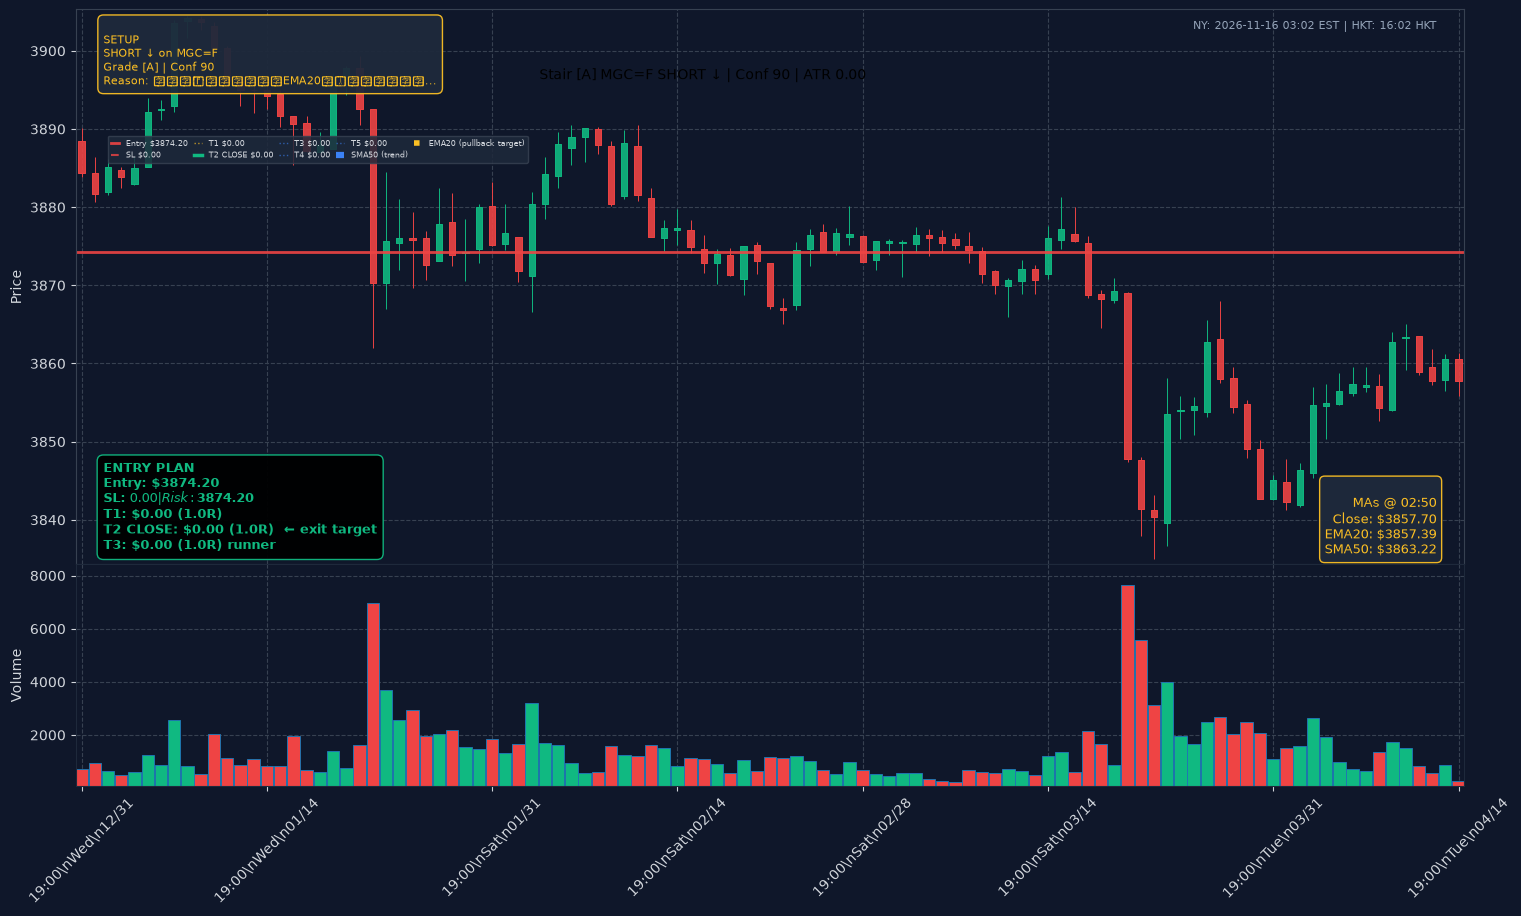 NY: 2026-11-16 03:02 EST | HKT: 16:02 HKT
SETUP
SHORT ↓ on MGC=F
Grade [A] | Conf 90
Reason: EMA20 ...
Stair [A] MGC=F SHORT ↓ | Conf 90 | ATR 0.00
Entry $3874.20 T1 $0.00 T3 $0.00 T5 $0.00 EMA20 (pullback target)
SL $0.00 T2 CLOSE $0.00 T4 $0.00 SMA50 (trend)
Price
3900
3890
3880
3870
3860
3850
3840
ENTRY PLAN
Entry: $3874.20
SL: 0.00|Risk:3874.20
T1: $0.00 (1.0R)
T2 CLOSE: $0.00 (1.0R) ← exit target
T3: $0.00 (1.0R) runner
MAs @ 02:50
Close: $3857.70
EMA20: $3857.39
SMA50: $3863.22
Volume
8000
6000
4000
2000
19:00\nWed\n12/31
19:00\nWed\n01/14
19:00\nSat\n01/31
19:00\nSat\n02/14
19:00\nSat\n02/28
19:00\nSat\n03/14
19:00\nTue\n03/31
19:00\nTue\n04/14